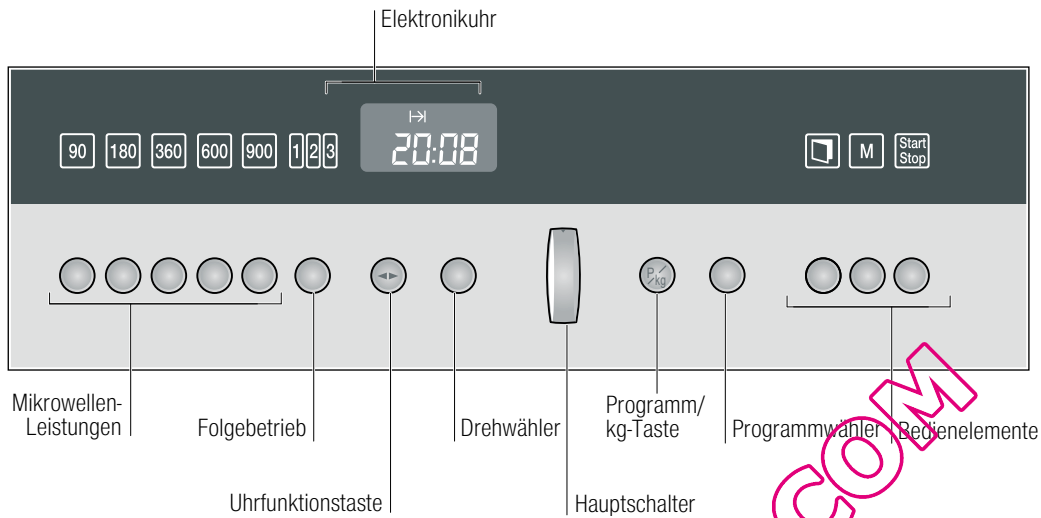 Elektronikuhr
90 180 360 600 900 1 2 3
20:08
M Start
Stop
P/kg
Mikrowellen-
Leistungen
Folgebetrieb
Drehwähler
Programm/
kg-Taste
Programmwähler
Bedienelemente
Uhrfunktionstaste
Hauptschalter
COM